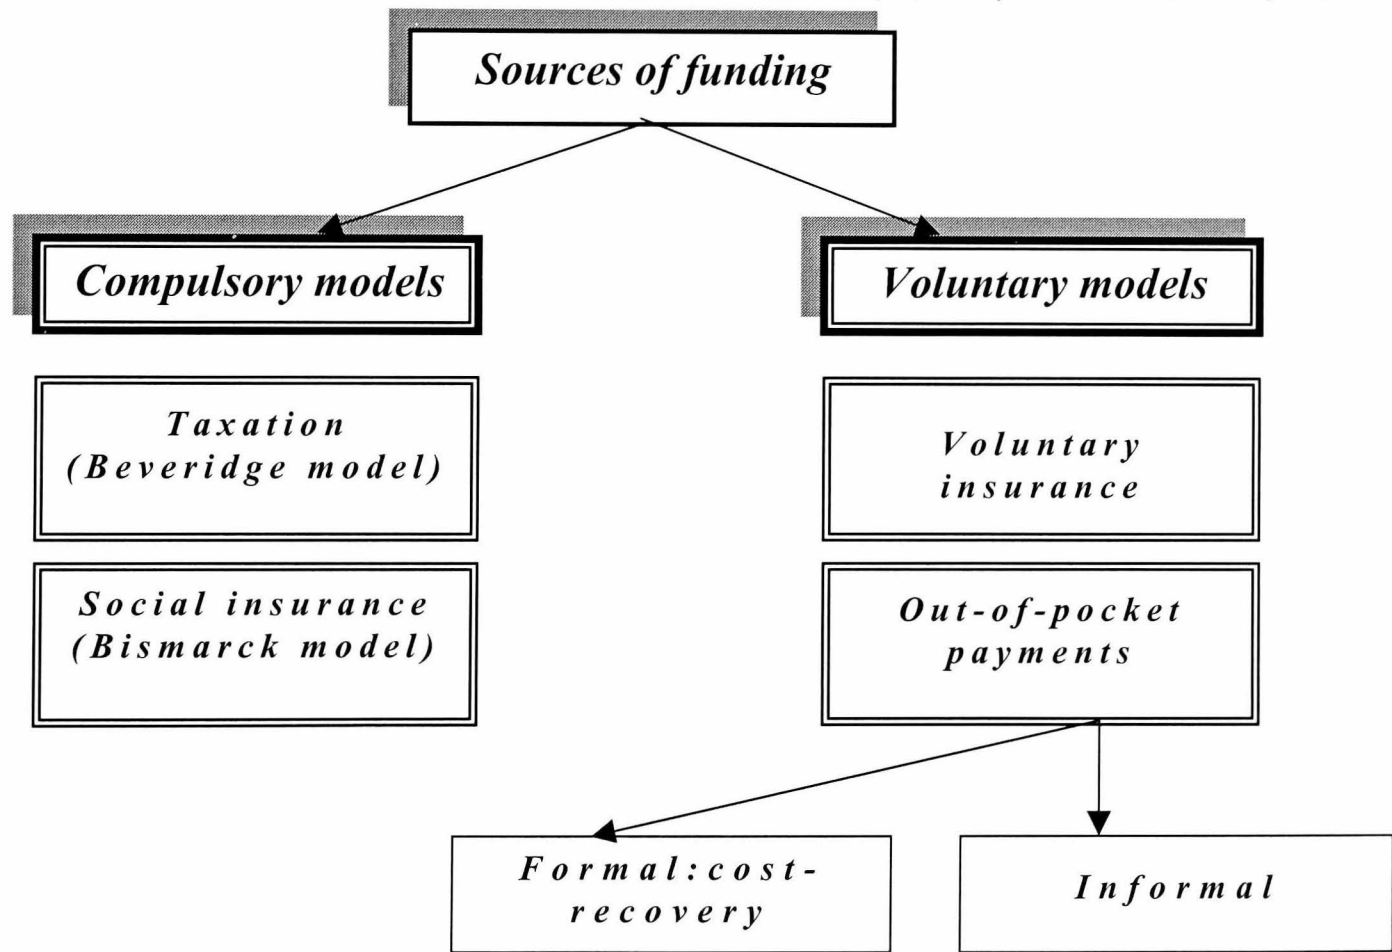 Sources of funding
Compulsory models
Voluntary models
Taxation
(Beveridge model)
Voluntary
insurance
Social insurance
(Bismarck model)
Out-of-pocket
payments
Formal:cost-
recovery
Informal